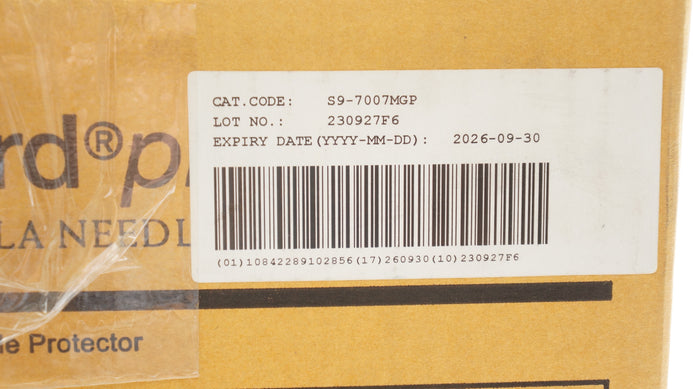 CAT.CODE: S9-7007MGP
LOT NO.: 230927F6
EXPIRY DATE(YYYY-MM-DD): 2026-09-30
rd®p
LA NEEDL
(01)10842289102856(17)260930(10)230927F6
le Protector